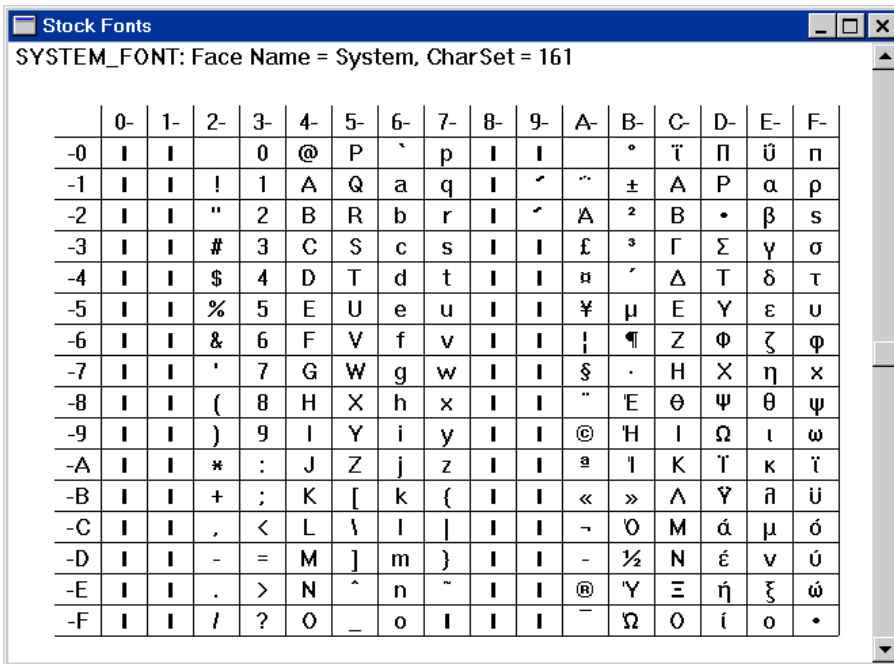 Stock Fonts
SYSTEM_FONT: Face Name = System, CharSet = 161
0- 1- 2- 3- 4- 5- 6- 7- 8- 9- A- B- C- D- E- F-
-0 ❚ ❚ 0 @ P ` p ❚ ❚ ° ΐ Π ΰ π
-1 ❚ ❚ ! 1 A Q a q ❚ ‘ ΅ ± Α Ρ α ρ
-2 ❚ ❚ " 2 B R b r ❚ ’ Ά ² Β • β ς
-3 ❚ ❚ # 3 C S c s ❚ ❚ £ ³ Γ Σ γ σ
-4 ❚ ❚ $ 4 D T d t ❚ ❚ ¤ ΄ Δ Τ δ τ
-5 ❚ ❚ % 5 E U e u ❚ ❚ ¥ μ Ε Υ ε υ
-6 ❚ ❚ & 6 F V f v ❚ ❚ ¦ ¶ Ζ Φ ζ φ
-7 ❚ ❚ ' 7 G W g w ❚ ❚ § · Η Χ η χ
-8 ❚ ❚ ( 8 H X h x ❚ ❚ ¨ Έ Θ Ψ θ ψ
-9 ❚ ❚ ) 9 I Y i y ❚ ❚ © Ή Ι Ω ι ω
-A ❚ ❚ * : J Z j z ❚ ❚ ª Ί Κ Ϊ κ ϊ
-B ❚ ❚ + ; K [ k { ❚ ❚ « » Λ Ϋ λ ϋ
-C ❚ ❚ , < L \ l | ❚ ❚ ¬ Ό Μ ά μ ό
-D ❚ ❚ - = M ] m } ❚ ❚ - ½ Ν έ ν ύ
-E ❚ ❚ . > N ^ n ~ ❚ ❚ ® Ύ Ξ ή ξ ώ
-F ❚ ❚ / ? O _ o ❚ ❚ ❚ ¯ Ώ Ο ί ο •